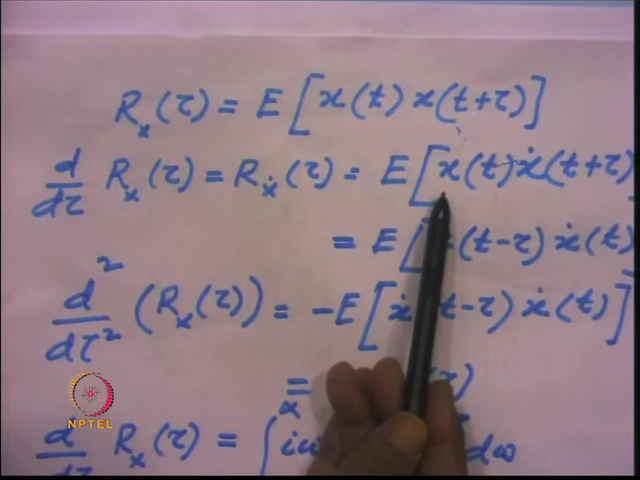 Rₓ(τ) = E[x(t) x(t+τ)]
d/dτ Rₓ(τ) = R_ẋ(τ) = E[x(t) ẋ(t+τ)
= E[ (t-τ) ẋ(t)
d²/dτ² (Rₓ(τ)) = -E[ẋ t-τ) ẋ(t)]
=
d/dτ Rₓ(τ) = ∫ iω dω
NPTEL